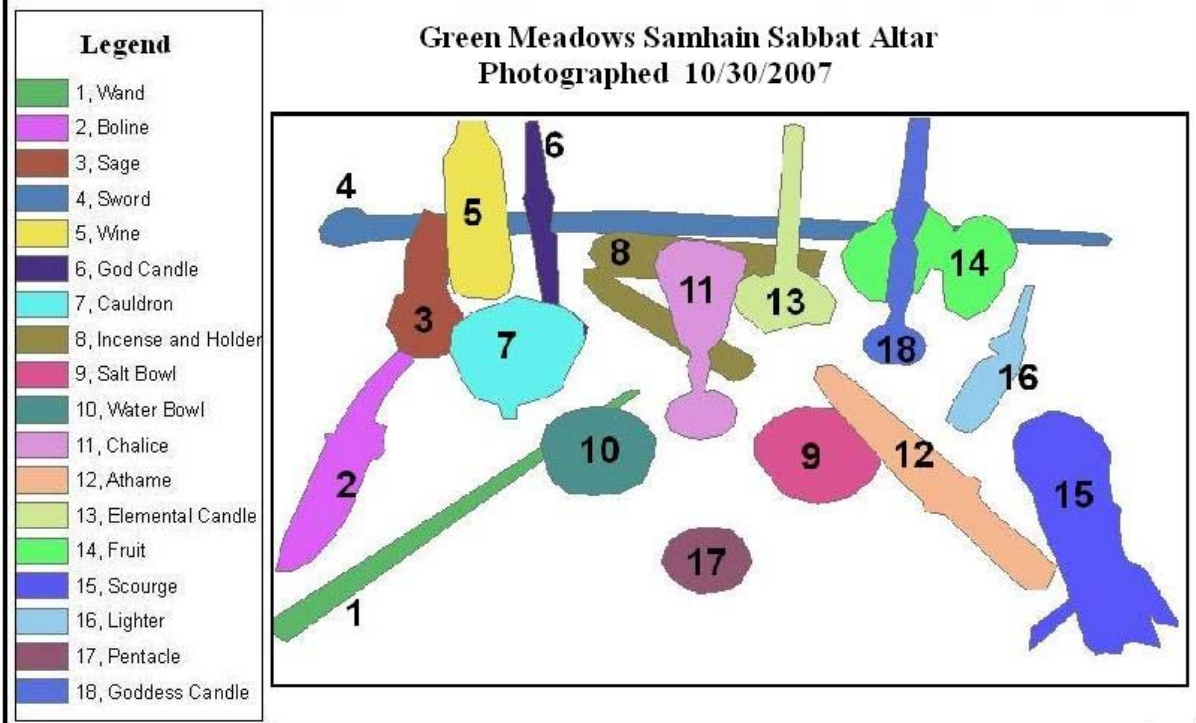 Legend
1, Wand
2, Boline
3, Sage
4, Sword
5, Wine
6, God Candle
7, Cauldron
8, Incense and Holder
9, Salt Bowl
10, Water Bowl
11, Chalice
12, Athame
13, Elemental Candle
14, Fruit
15, Scourge
16, Lighter
17, Pentacle
18, Goddess Candle
Green Meadows Samhain Sabbat Altar
Photographed 10/30/2007
6
4
5
8
14
11
13
3
7
18
16
10
9
12
2
15
17
1